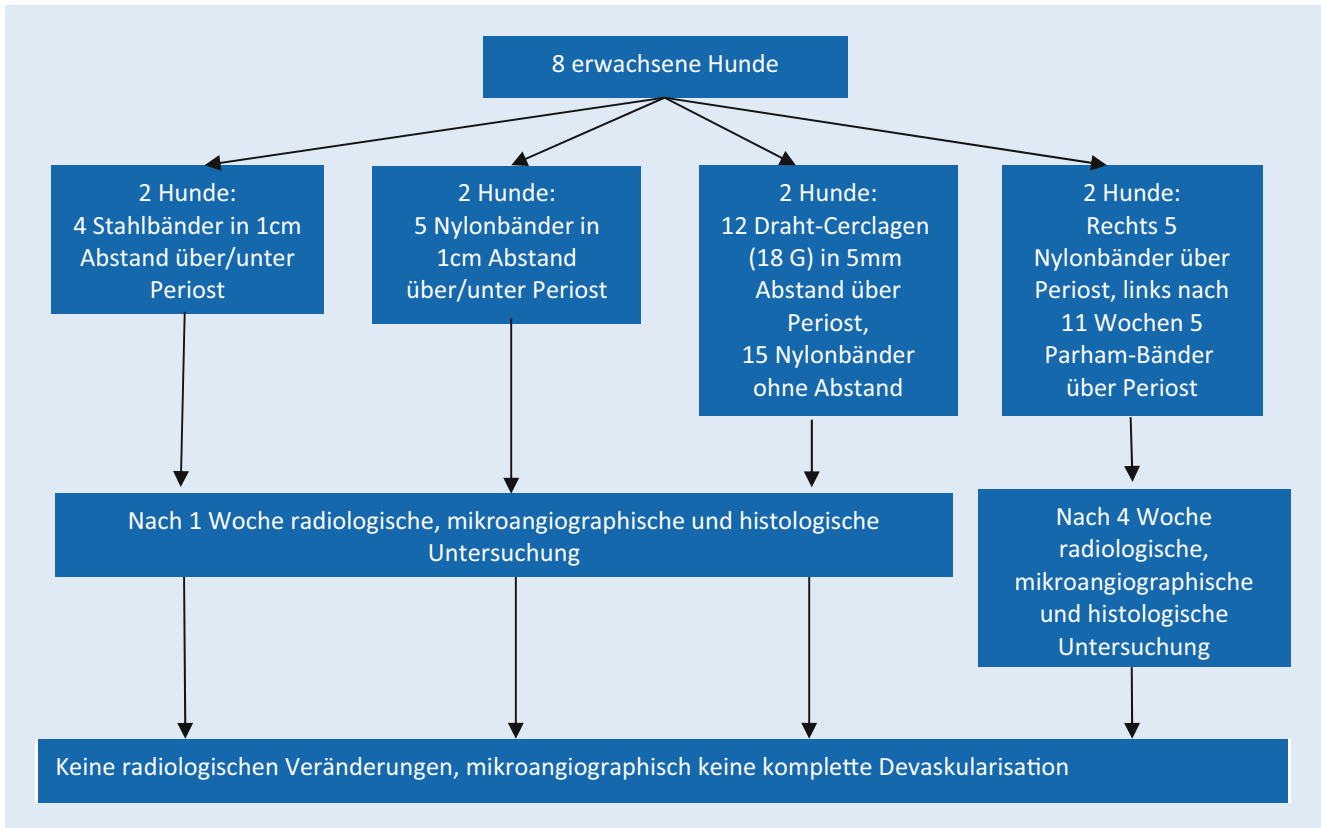 8 erwachsene Hunde
2 Hunde:
4 Stahlbänder in 1cm
Abstand über/unter
Periost
2 Hunde:
5 Nylonbänder in
1cm Abstand
über/unter Periost
2 Hunde:
12 Draht-Cerclagen
(18 G) in 5mm
Abstand über
Periost,
15 Nylonbänder
ohne Abstand
2 Hunde:
Rechts 5
Nylonbänder über
Periost, links nach
11 Wochen 5
Parham-Bänder
über Periost
Nach 1 Woche radiologische, mikroangiographische und histologische
Untersuchung
Nach 4 Woche
radiologische,
mikroangiographische
und histologische
Untersuchung
Keine radiologischen Veränderungen, mikroangiographisch keine komplette Devaskularisation